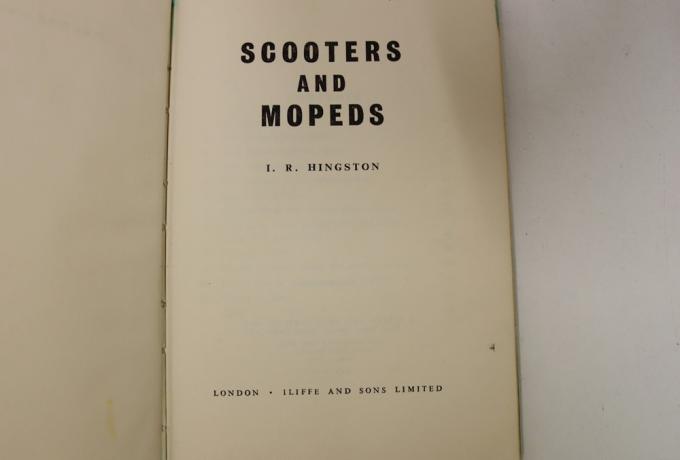 SCOOTERS
AND
MOPEDS
I. R. HINGSTON
LONDON · ILIFFE AND SONS LIMITED